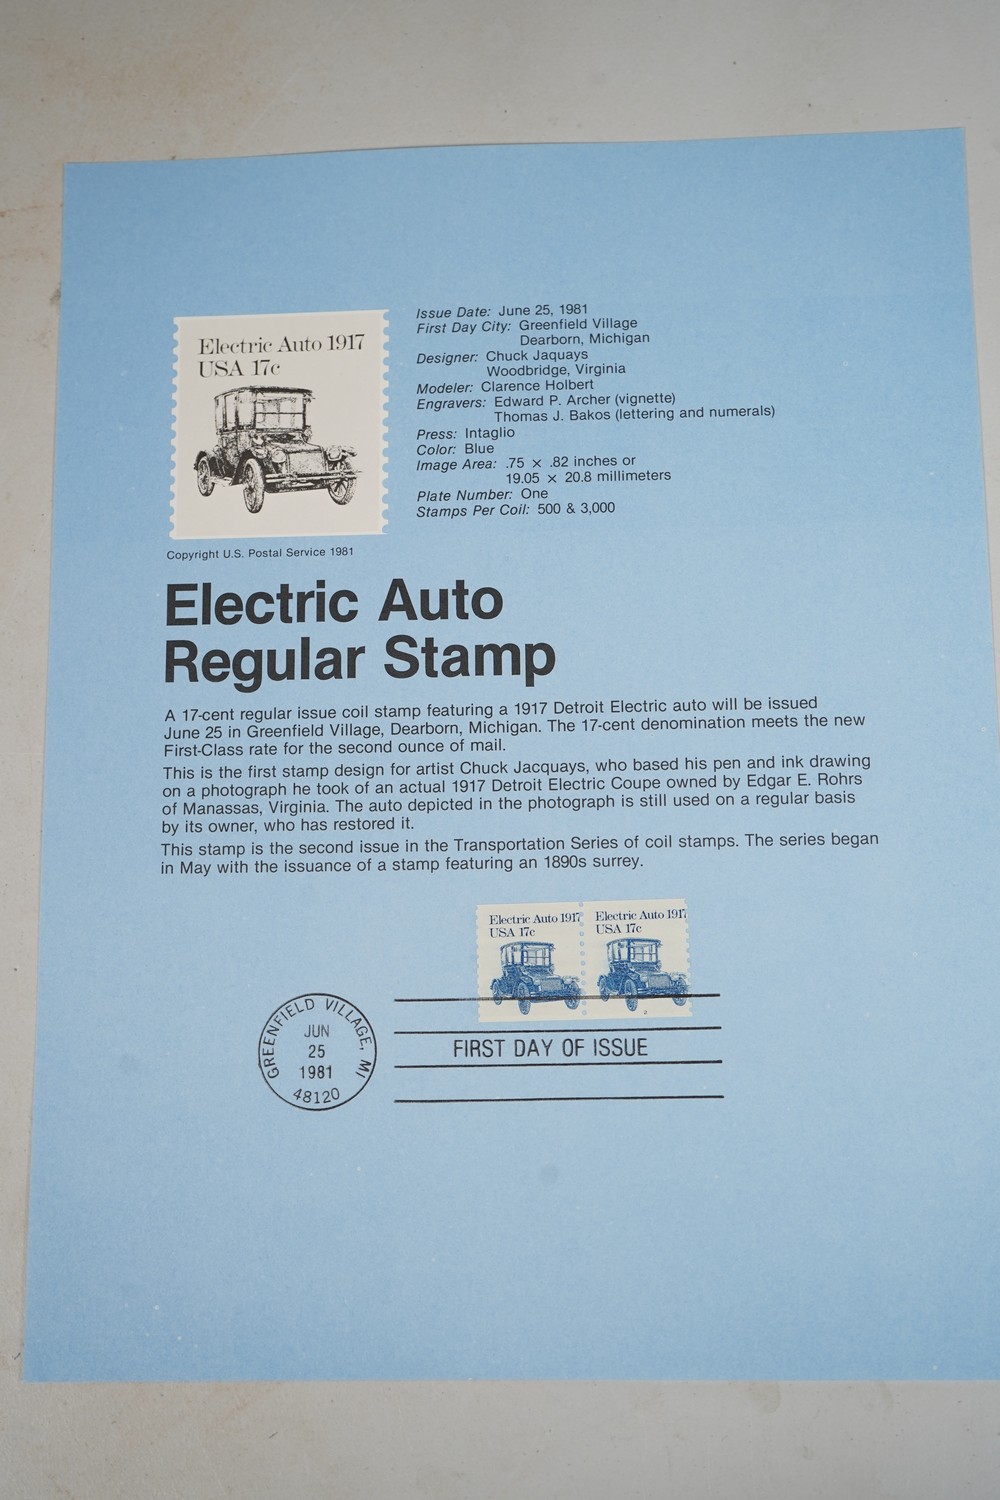 Electric Auto 1917
USA 17c
Copyright U.S. Postal Service 1981
Issue Date: June 25, 1981
First Day City: Greenfield Village
Dearborn, Michigan
Designer: Chuck Jaquays
Woodbridge, Virginia
Modeler: Clarence Holbert
Engravers: Edward P. Archer (vignette)
Thomas J. Bakos (lettering and numerals)
Press: Intaglio
Color: Blue
Image Area: .75 × .82 inches or
19.05 × 20.8 millimeters
Plate Number: One
Stamps Per Coil: 500 & 3,000
Electric Auto
Regular Stamp
A 17-cent regular issue coil stamp featuring a 1917 Detroit Electric auto will be issued
June 25 in Greenfield Village, Dearborn, Michigan. The 17-cent denomination meets the new
First-Class rate for the second ounce of mail.
This is the first stamp design for artist Chuck Jacquays, who based his pen and ink drawing
on a photograph he took of an actual 1917 Detroit Electric Coupe owned by Edgar E. Rohrs
of Manassas, Virginia. The auto depicted in the photograph is still used on a regular basis
by its owner, who has restored it.
This stamp is the second issue in the Transportation Series of coil stamps. The series began
in May with the issuance of a stamp featuring an 1890s surrey.
Electric Auto 1917
USA 17c
Electric Auto 1917
USA 17c
GREENFIELD VILLAGE, MI
JUN
25
1981
48120
FIRST DAY OF ISSUE